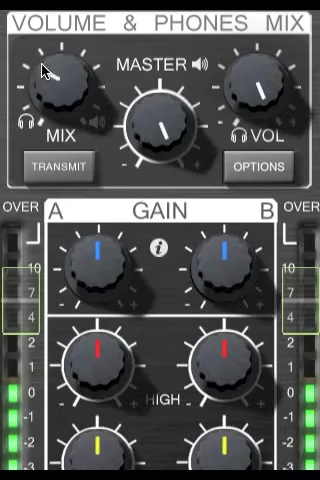 VOLUME & PHONES MIX
MASTER
MIX
VOL
- +
TRANSMIT
OPTIONS
OVER
A GAIN B
OVER
i
10
7
4
2
1
0
-1
-2
-3
10
7
4
2
1
0
-1
-2
-3
- +
- +
HIGH
- +
- +